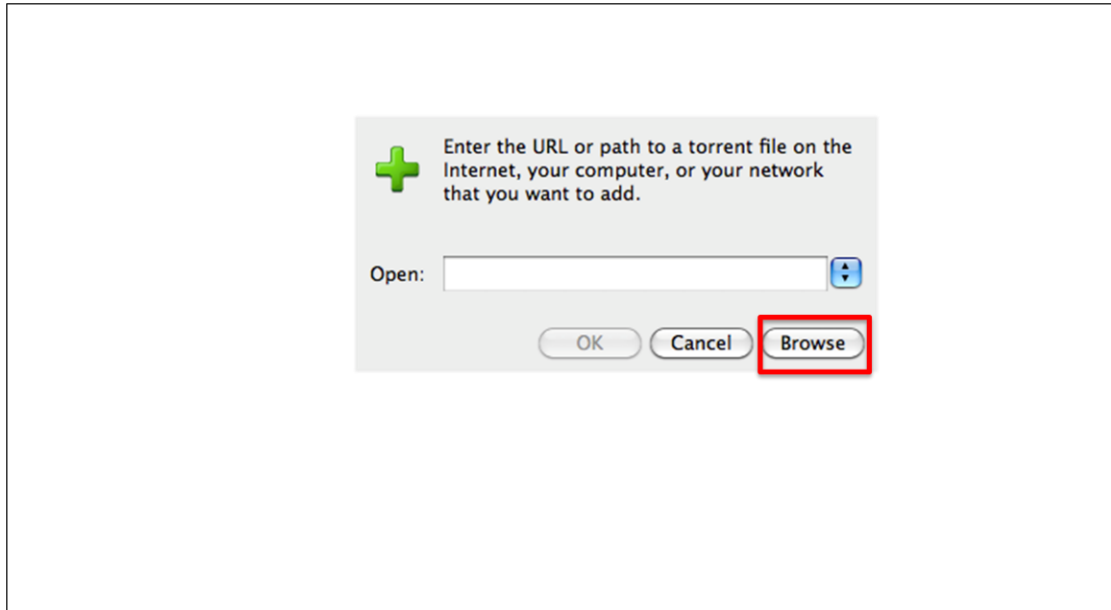 Enter the URL or path to a torrent file on the
Internet, your computer, or your network
that you want to add.
Open:
OK Cancel Browse